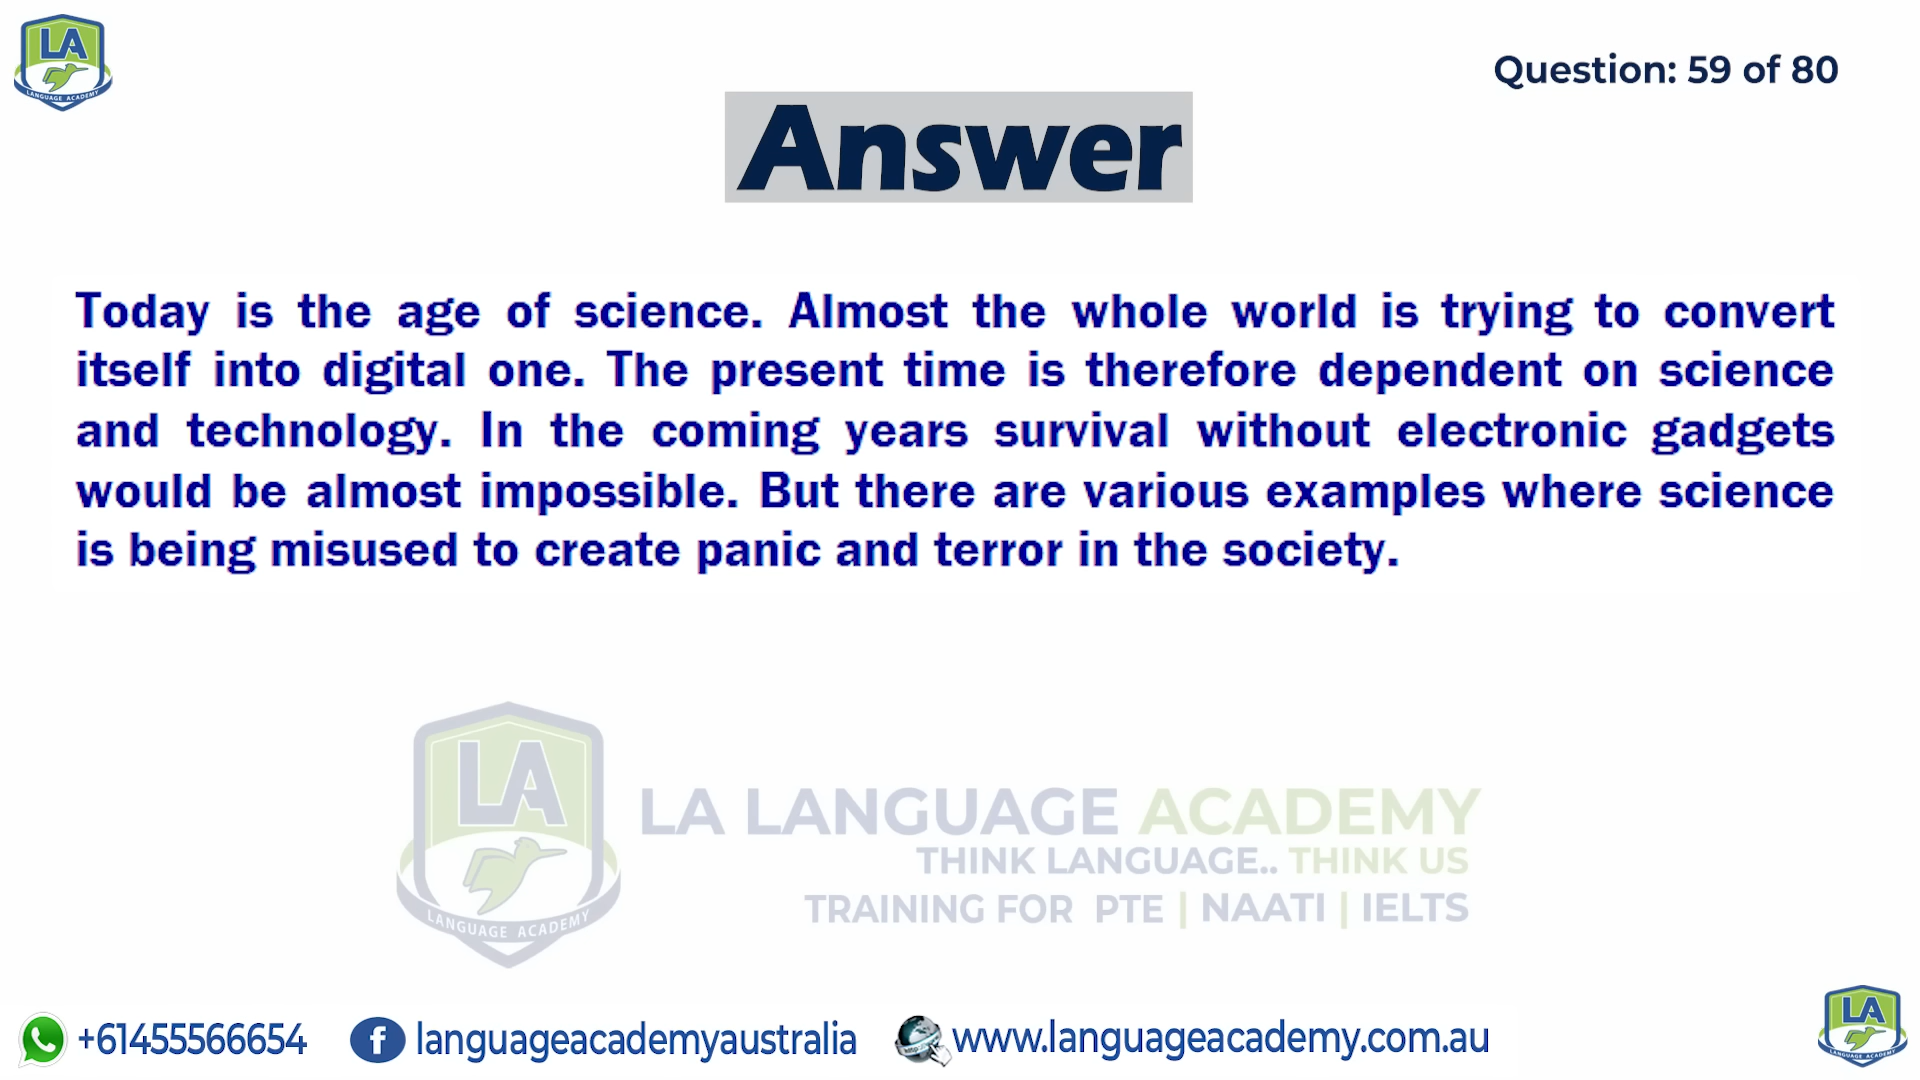 LA
LANGUAGE ACADEMY
Question: 59 of 80
Answer
Today is the age of science. Almost the whole world is trying to convert
itself into digital one. The present time is therefore dependent on science
and technology. In the coming years survival without electronic gadgets
would be almost impossible. But there are various examples where science
is being misused to create panic and terror in the society.
LA
LANGUAGE ACADEMY
LA LANGUAGE ACADEMY
THINK LANGUAGE.. THINK US
TRAINING FOR PTE | NAATI | IELTS
+61455566654
languageacademyaustralia
www.languageacademy.com.au
LA
LANGUAGE ACADEMY